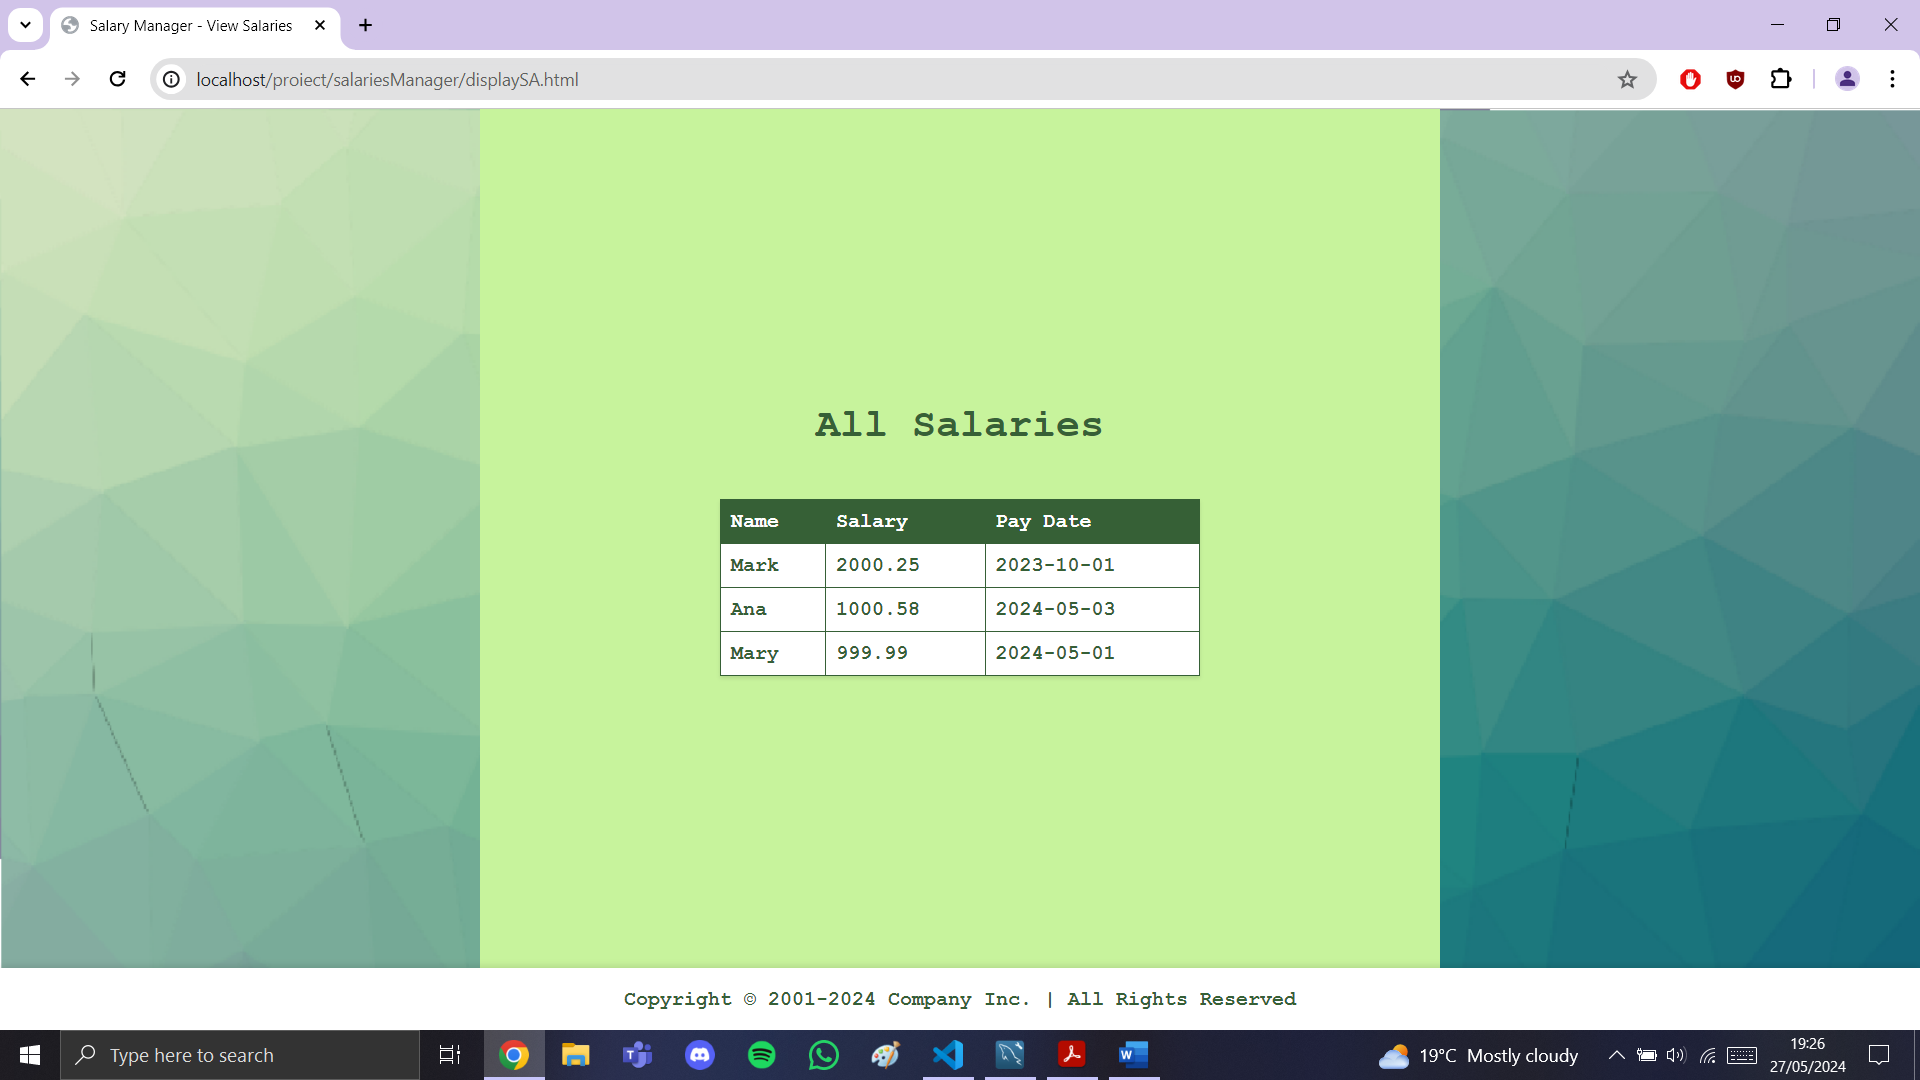 Salary Manager - View Salaries
localhost/proiect/salariesManager/displaySA.html
All Salaries
Name Salary Pay Date
Mark 2000.25 2023-10-01
Ana 1000.58 2024-05-03
Mary 999.99 2024-05-01
Copyright © 2001-2024 Company Inc. | All Rights Reserved
Type here to search
19°C Mostly cloudy
19:26
27/05/2024